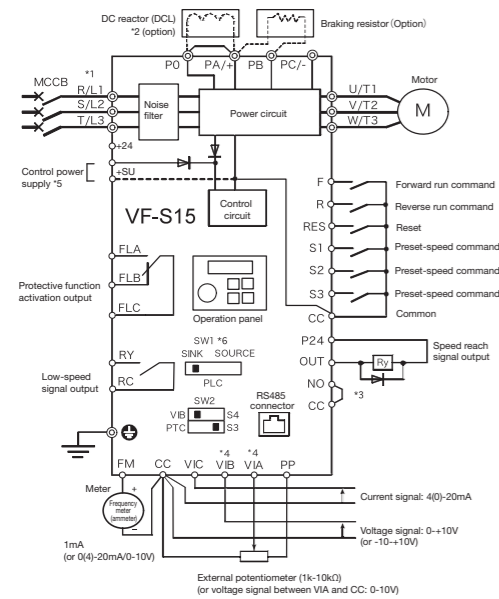 DC reactor (DCL)
*2 (option)
Braking resistor (Option)
P0
PA/+
PB
PC/-
MCCB
*1
R/L1
S/L2
T/L3
Noise
filter
Power circuit
U/T1
V/T2
W/T3
Motor
M
+24
+SU
Control power
supply *5
VF-S15
Control
circuit
F
R
RES
S1
S2
S3
CC
Forward run command
Reverse run command
Reset
Preset-speed command
Preset-speed command
Preset-speed command
Common
FLA
FLB
FLC
Protective function
activation output
Operation panel
P24
OUT
NO
CC
Ry
*3
Speed reach
signal output
RY
RC
Low-speed
signal output
SW1 *6
SINK SOURCE
PLC
SW2
VIB
S4
PTC
S3
RS485
connector
*4 *4
FM CC VIC VIB VIA PP
Meter
+
Frequency
meter
(ammeter)
−
1mA
(or 0(4)-20mA/0-10V)
Current signal: 4(0)-20mA
Voltage signal: 0-+10V
(or -10-+10V)
External potentiometer (1k-10kΩ)
(or voltage signal between VIA and CC: 0-10V)